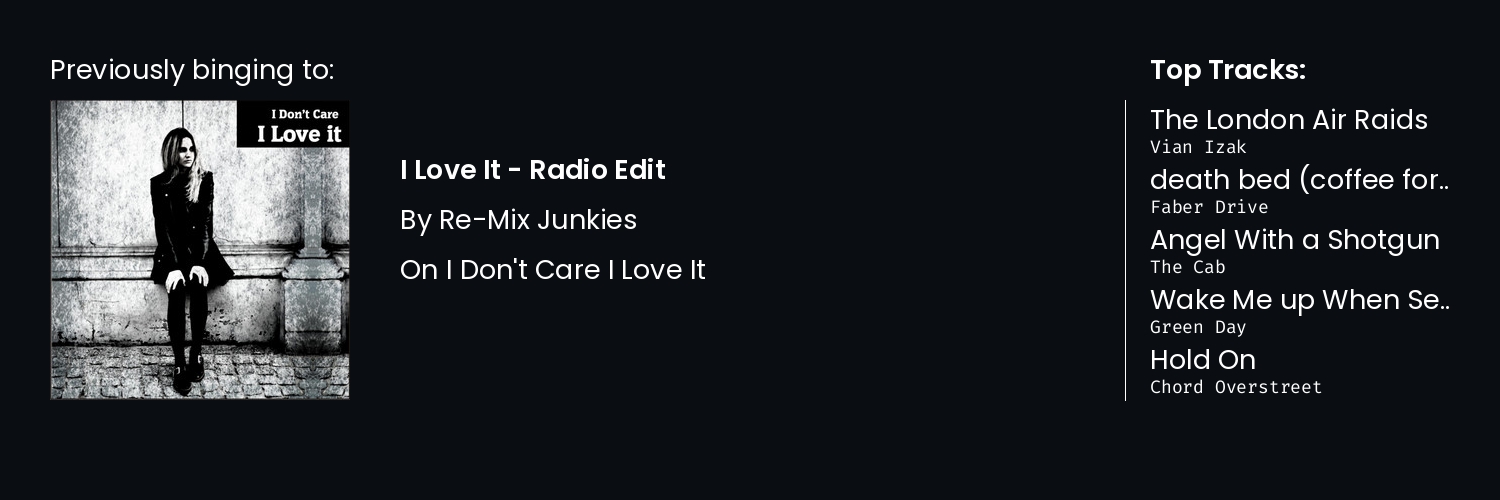 Previously binging to:
I Don't Care
I Love it
I Love It - Radio Edit
By Re-Mix Junkies
On I Don't Care I Love It
Top Tracks:
The London Air Raids
Vian Izak
death bed (coffee for..
Faber Drive
Angel With a Shotgun
The Cab
Wake Me up When Se..
Green Day
Hold On
Chord Overstreet